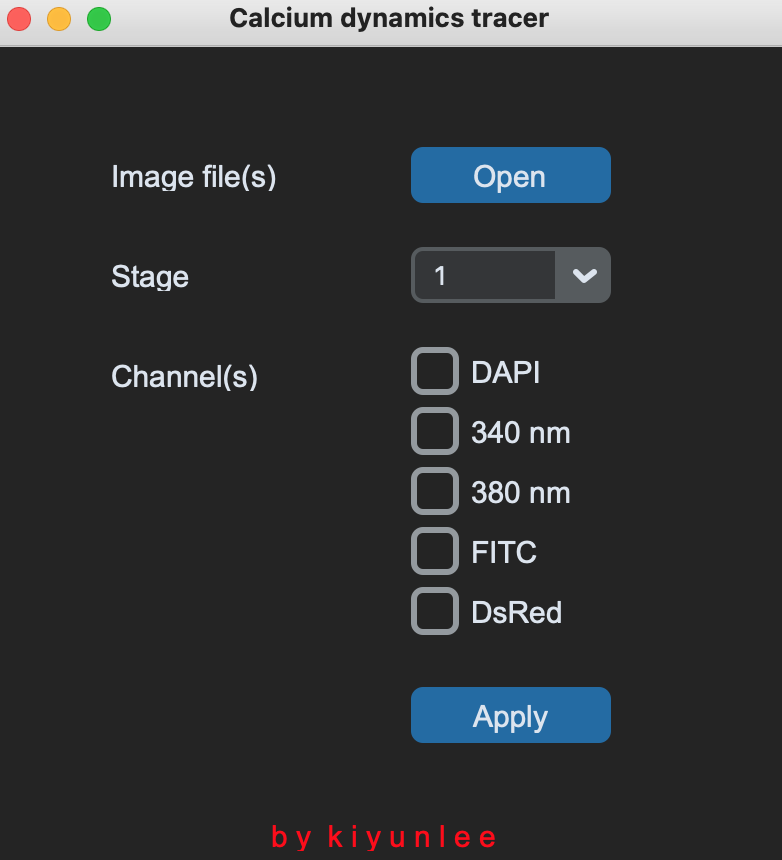 Calcium dynamics tracer
Image file(s) Open
Stage 1
Channel(s) DAPI
340 nm
380 nm
FITC
DsRed
Apply
by kiyunlee